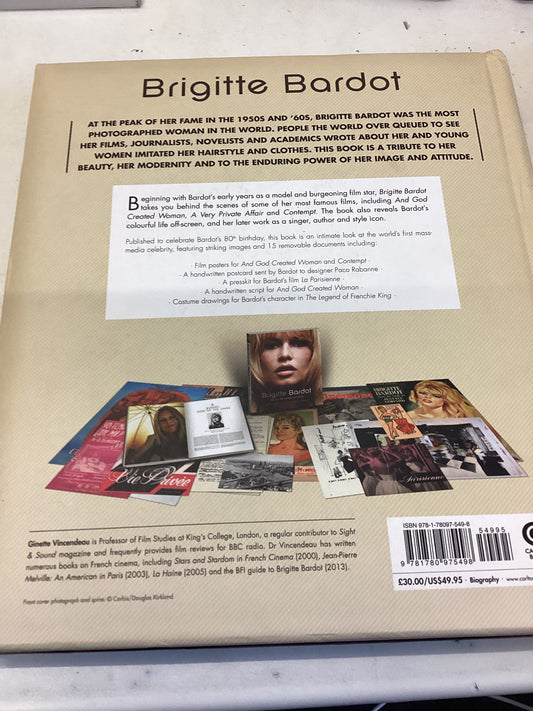 Brigitte Bardot
AT THE PEAK OF HER FAME IN THE 1950S AND '60S, BRIGITTE BARDOT WAS THE MOST
PHOTOGRAPHED WOMAN IN THE WORLD. PEOPLE THE WORLD OVER QUEUED TO SEE
HER FILMS, JOURNALISTS, NOVELISTS AND ACADEMICS WROTE ABOUT HER AND YOUNG
WOMEN IMITATED HER HAIRSTYLE AND CLOTHES. THIS BOOK IS A TRIBUTE TO HER
BEAUTY, HER MODERNITY AND TO THE ENDURING POWER OF HER IMAGE AND ATTITUDE.
Beginning with Bardot's early years as a model and burgeoning film star, Brigitte Bardot
takes you behind the scenes of some of her most famous films, including And God
Created Woman, A Very Private Affair and Contempt. The book also reveals Bardot's
colourful life off-screen, and her later work as a singer, author and style icon.
Published to celebrate Bardot's 80th birthday, this book is an intimate look at the world's first mass-
media celebrity, featuring striking images and 15 removable documents including:
· Film posters for And God Created Woman and Contempt ·
· A handwritten postcard sent by Bardot to designer Paco Rabanne ·
· A presskit for Bardot's film La Parisienne ·
· A handwritten script for And God Created Woman ·
· Costume drawings for Bardot's character in The Legend of Frenchie King ·
Brigitte Bardot
BRIGITTE
BARDOT
Vie Privée
Parisienne
Ginette Vincendeau is Professor of Film Studies at King's College, London, a regular contributor to Sight
& Sound magazine and frequently provides film reviews for BBC radio. Dr Vincendeau has written
numerous books on French cinema, including Stars and Stardom in French Cinema (2000), Jean-Pierre
Melville: An American in Paris (2003), La Haine (2005) and the BFI guide to Brigitte Bardot (2013).
Front cover photograph and spine: © Corbis/Douglas Kirkland
ISBN 978-1-78097-549-8
54995
9 781780 975498
£30.00/US$49.95 · Biography · www.carlto